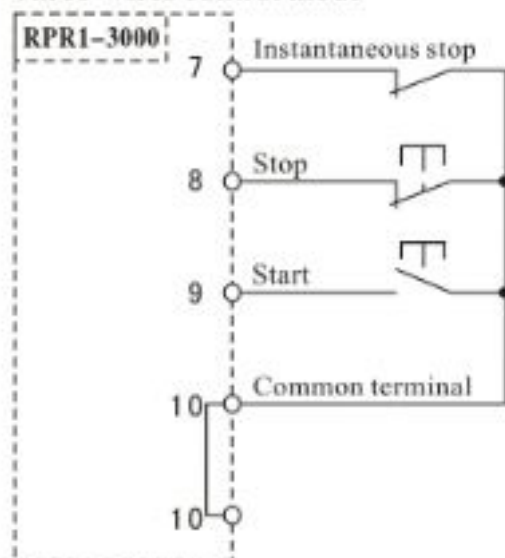 RPR1-3000
7 Instantaneous stop
8 Stop
9 Start
10 Common terminal
10